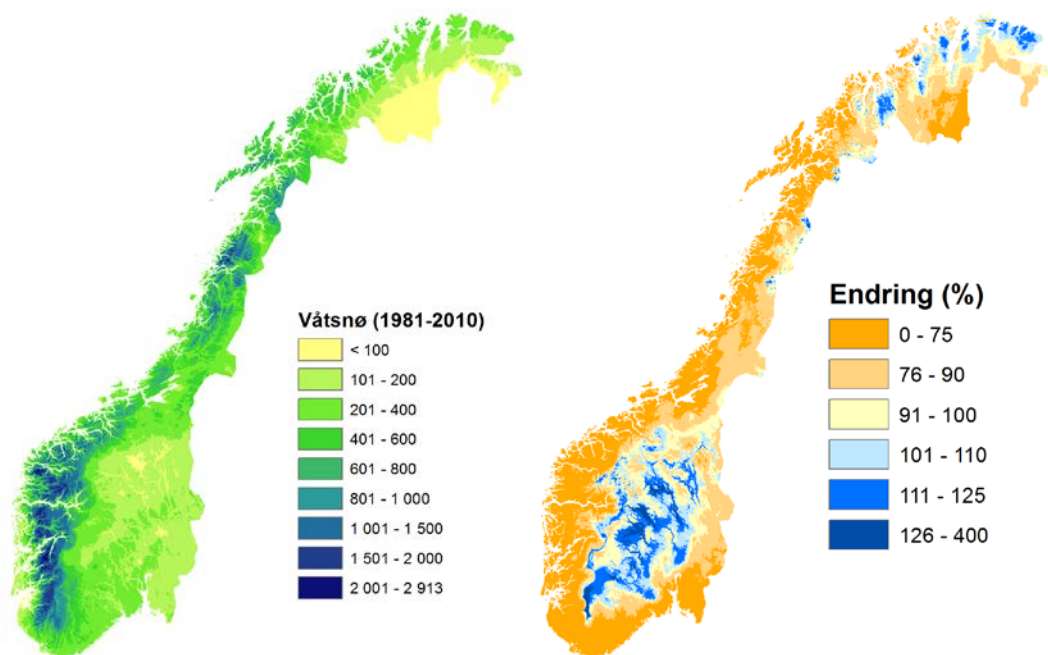 Våtsnø (1981-2010)
< 100
101 - 200
201 - 400
401 - 600
601 - 800
801 - 1 000
1 001 - 1 500
1 501 - 2 000
2 001 - 2 913
Endring (%)
0 - 75
76 - 90
91 - 100
101 - 110
111 - 125
126 - 400